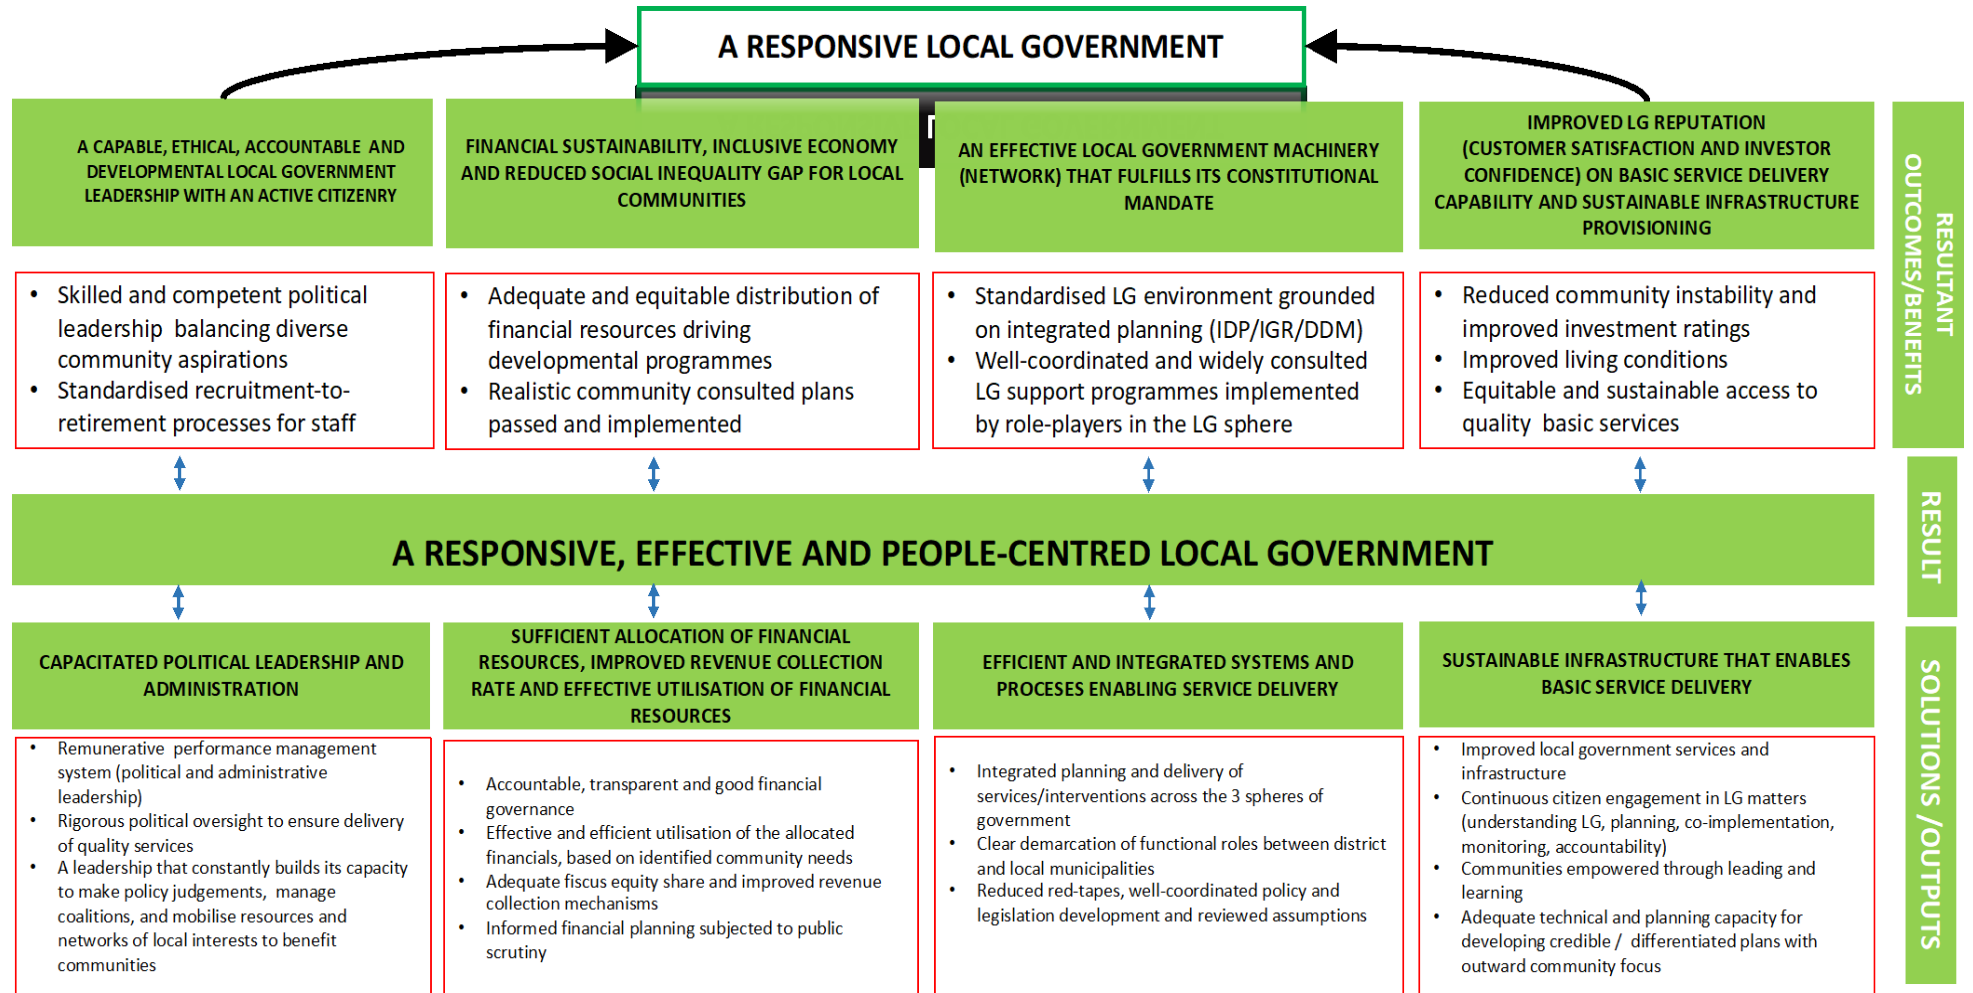 A RESPONSIVE LOCAL GOVERNMENT
A CAPABLE, ETHICAL, ACCOUNTABLE AND
DEVELOPMENTAL LOCAL GOVERNMENT
LEADERSHIP WITH AN ACTIVE CITIZENRY
FINANCIAL SUSTAINABILITY, INCLUSIVE ECONOMY
AND REDUCED SOCIAL INEQUALITY GAP FOR LOCAL
COMMUNITIES
AN EFFECTIVE LOCAL GOVERNMENT MACHINERY
(NETWORK) THAT FULFILLS ITS CONSTITUTIONAL
MANDATE
IMPROVED LG REPUTATION
(CUSTOMER SATISFACTION AND INVESTOR
CONFIDENCE) ON BASIC SERVICE DELIVERY
CAPABILITY AND SUSTAINABLE INFRASTRUCTURE
PROVISIONING
RESULTANT
OUTCOMES/BENEFITS
• Skilled and competent political
leadership balancing diverse
community aspirations
• Standardised recruitment-to-
retirement processes for staff
• Adequate and equitable distribution of
financial resources driving
developmental programmes
• Realistic community consulted plans
passed and implemented
• Standardised LG environment grounded
on integrated planning (IDP/IGR/DDM)
• Well-coordinated and widely consulted
LG support programmes implemented
by role-players in the LG sphere
• Reduced community instability and
improved investment ratings
• Improved living conditions
• Equitable and sustainable access to
quality basic services
A RESPONSIVE, EFFECTIVE AND PEOPLE-CENTRED LOCAL GOVERNMENT
RESULT
CAPACITATED POLITICAL LEADERSHIP AND
ADMINISTRATION
SUFFICIENT ALLOCATION OF FINANCIAL
RESOURCES, IMPROVED REVENUE COLLECTION
RATE AND EFFECTIVE UTILISATION OF FINANCIAL
RESOURCES
EFFICIENT AND INTEGRATED SYSTEMS AND
PROCESES ENABLING SERVICE DELIVERY
SUSTAINABLE INFRASTRUCTURE THAT ENABLES
BASIC SERVICE DELIVERY
SOLUTIONS /OUTPUTS
• Remunerative performance management
system (political and administrative
leadership)
• Rigorous political oversight to ensure delivery
of quality services
• A leadership that constantly builds its capacity
to make policy judgements, manage
coalitions, and mobilise resources and
networks of local interests to benefit
communities
• Accountable, transparent and good financial
governance
• Effective and efficient utilisation of the allocated
financials, based on identified community needs
• Adequate fiscus equity share and improved revenue
collection mechanisms
• Informed financial planning subjected to public
scrutiny
• Integrated planning and delivery of
services/interventions across the 3 spheres of
government
• Clear demarcation of functional roles between district
and local municipalities
• Reduced red-tapes, well-coordinated policy and
legislation development and reviewed assumptions
• Improved local government services and
infrastructure
• Continuous citizen engagement in LG matters
(understanding LG, planning, co-implementation,
monitoring, accountability)
• Communities empowered through leading and
learning
• Adequate technical and planning capacity for
developing credible / differentiated plans with
outward community focus